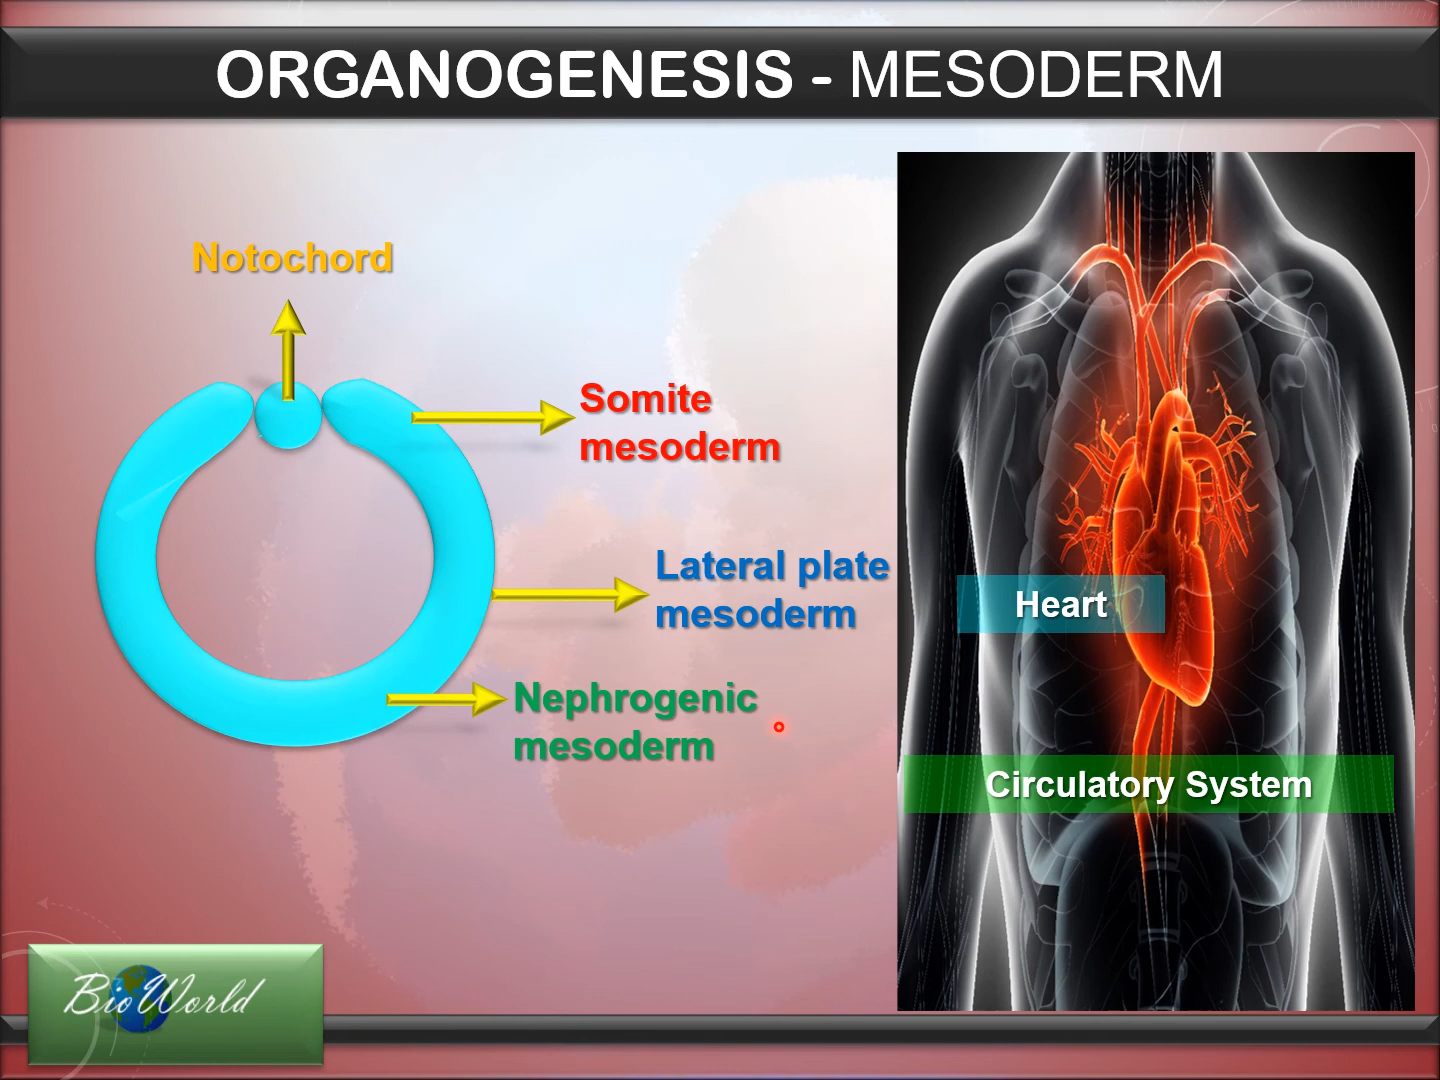 ORGANOGENESIS - MESODERM
Notochord
Somite
mesoderm
Lateral plate
mesoderm
Nephrogenic
mesoderm
Heart
Circulatory System
BioWorld